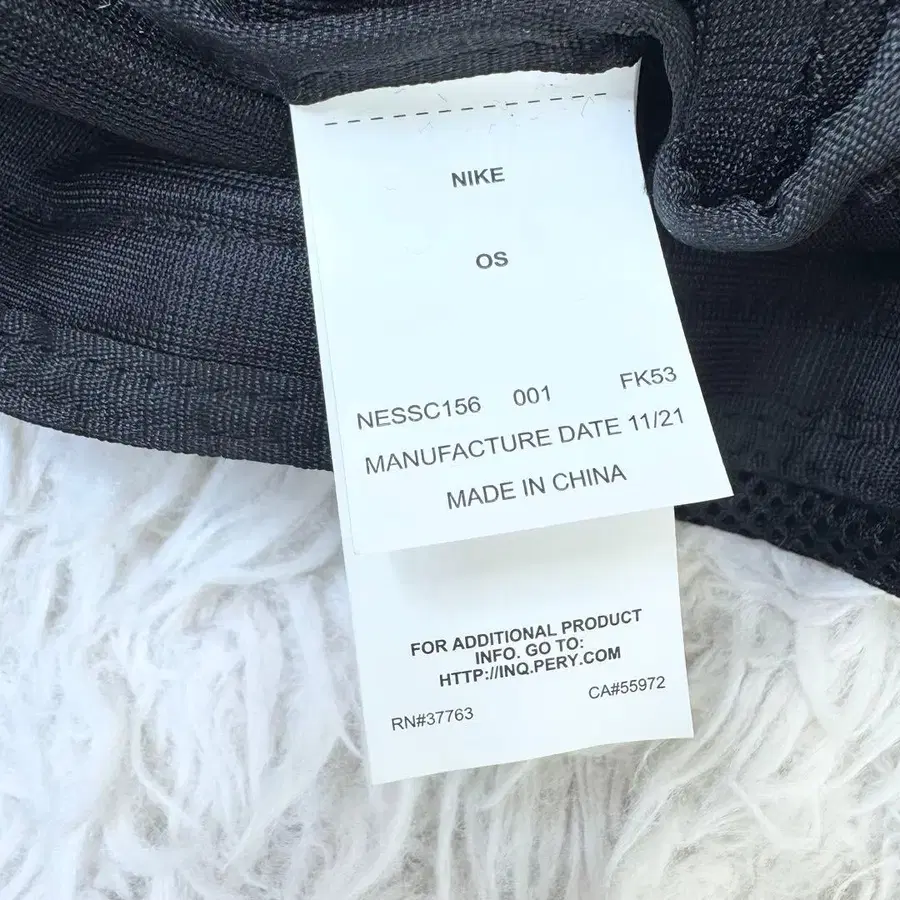 NIKE
OS
NESSC156 001 FK53
MANUFACTURE DATE 11/21
MADE IN CHINA
FOR ADDITIONAL PRODUCT
INFO. GO TO:
HTTP://INQ.PERY.COM
RN#37763 CA#55972